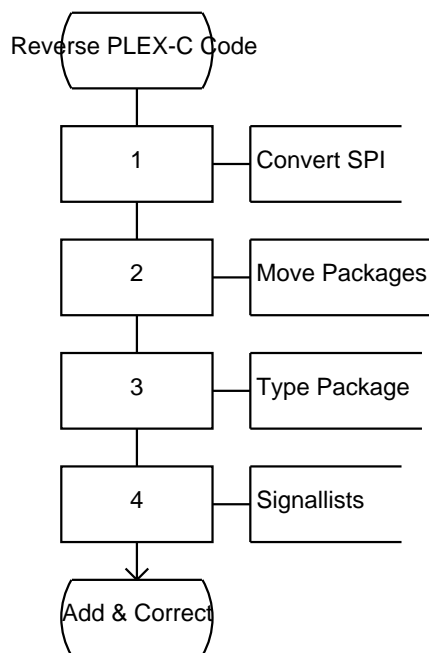 Reverse PLEX-C Code
1
Convert SPI
2
Move Packages
3
Type Package
4
Signallists
Add & Correct